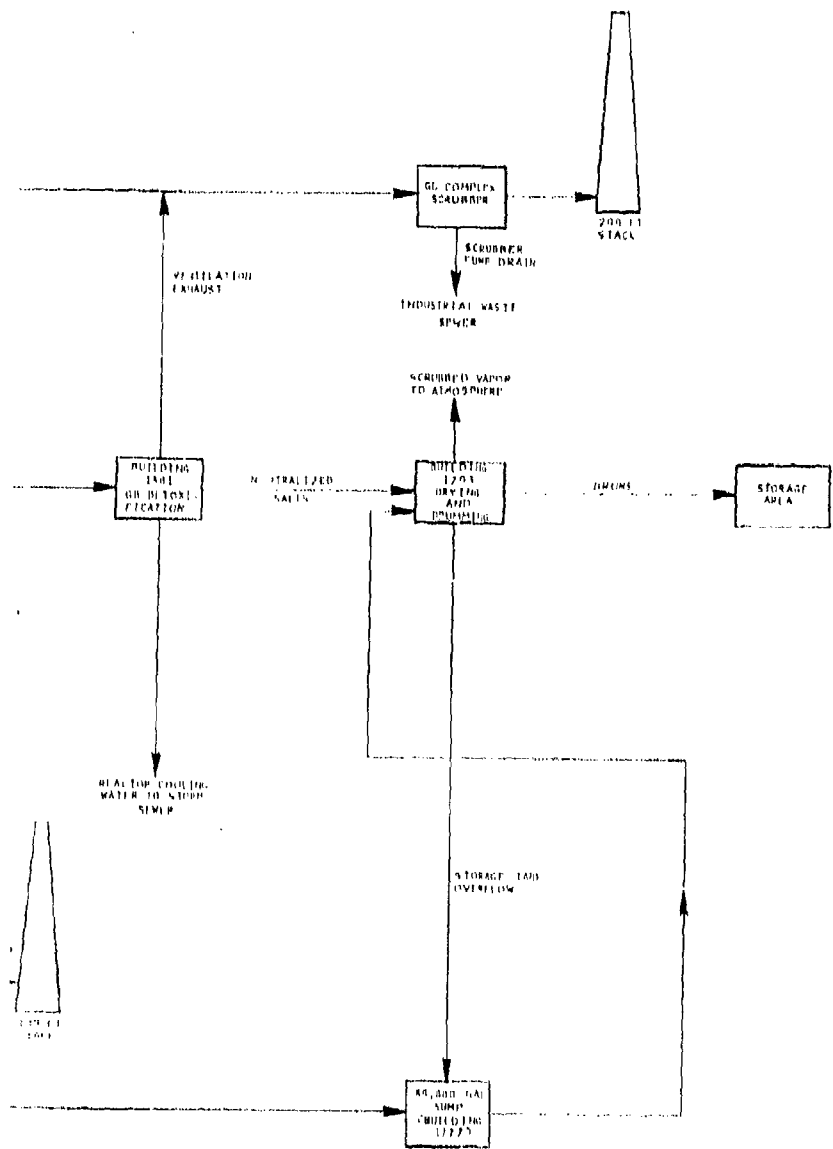 GB COMPLEX
SCRUBBER
200 FT
STACK
SCRUBBER
PUMP DRAIN
VENTILATION
EXHAUST
INDUSTRIAL WASTE
SEWER
SCRUBBED VAPOR
TO ATMOSPHERE
BUILDING
GB DETOXI-
FICATION
NEUTRALIZED
SALTS
BUILDING
1703
DRYING
AND
DRUMMING
DRUMS
STORAGE
AREA
REACTOR COOLING
WATER TO STORM
SEWER
STORAGE TANK
OVERFLOW
GAL
SUMP
(BUILDING